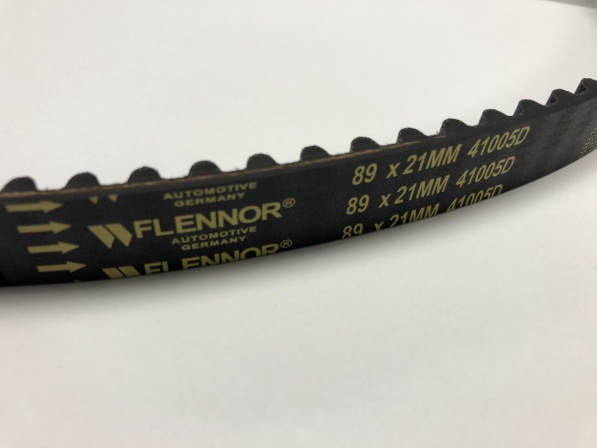 AUTOMOTIVE
GERMANY
FLENNOR®
AUTOMOTIVE
GERMANY
FLENNOR®
89 x 21MM 41005D
89 x 21MM 41005D
89 x 21MM 41005D